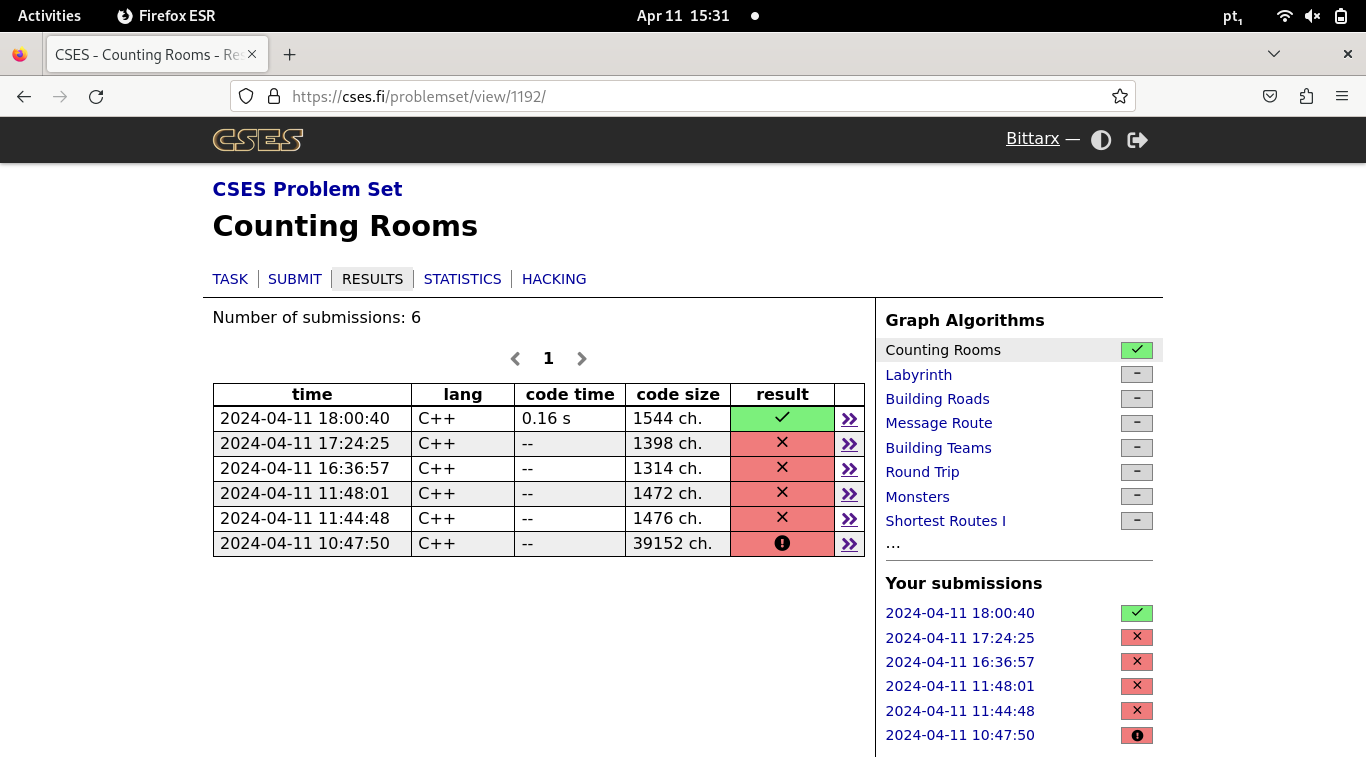 Activities Firefox ESR Apr 11 15:31 pt1
CSES - Counting Rooms - Re
https://cses.fi/problemset/view/1192/
CSES Bittarx —
CSES Problem Set
Counting Rooms
TASK SUBMIT RESULTS STATISTICS HACKING
Number of submissions: 6
1
time lang code time code size result
2024-04-11 18:00:40 C++ 0.16 s 1544 ch.
2024-04-11 17:24:25 C++ -- 1398 ch.
2024-04-11 16:36:57 C++ -- 1314 ch.
2024-04-11 11:48:01 C++ -- 1472 ch.
2024-04-11 11:44:48 C++ -- 1476 ch.
2024-04-11 10:47:50 C++ -- 39152 ch.
Graph Algorithms
Counting Rooms
Labyrinth –
Building Roads –
Message Route –
Building Teams –
Round Trip –
Monsters –
Shortest Routes I –
...
Your submissions
2024-04-11 18:00:40
2024-04-11 17:24:25
2024-04-11 16:36:57
2024-04-11 11:48:01
2024-04-11 11:44:48
2024-04-11 10:47:50